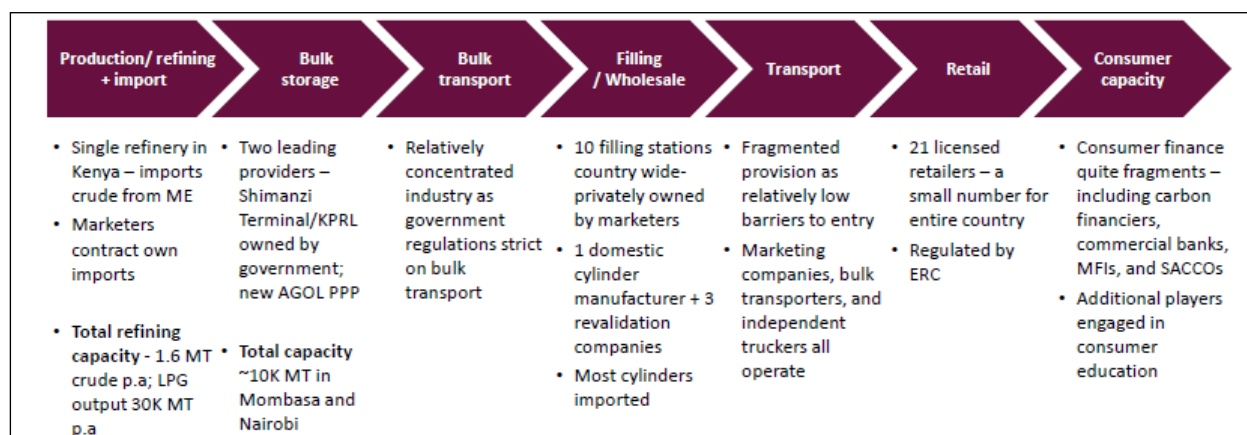 Production/ refining
+ import
Bulk
storage
Bulk
transport
Filling
/ Wholesale
Transport
Retail
Consumer
capacity
• Single refinery in
Kenya – imports
crude from ME
• Marketers
contract own
imports
• Total refining
capacity - 1.6 MT
crude p.a; LPG
output 30K MT
p.a
• Two leading
providers –
Shimanzi
Terminal/KPRL
owned by
government;
new AGOL PPP
• Total capacity
~10K MT in
Mombasa and
Nairobi
• Relatively
concentrated
industry as
government
regulations strict
on bulk
transport
• 10 filling stations
country wide-
privately owned
by marketers
• 1 domestic
cylinder
manufacturer + 3
revalidation
companies
• Most cylinders
imported
• Fragmented
provision as
relatively low
barriers to entry
• Marketing
companies, bulk
transporters, and
independent
truckers all
operate
• 21 licensed
retailers – a
small number for
entire country
• Regulated by
ERC
• Consumer finance
quite fragments –
including carbon
financiers,
commercial banks,
MFIs, and SACCOs
• Additional players
engaged in
consumer
education